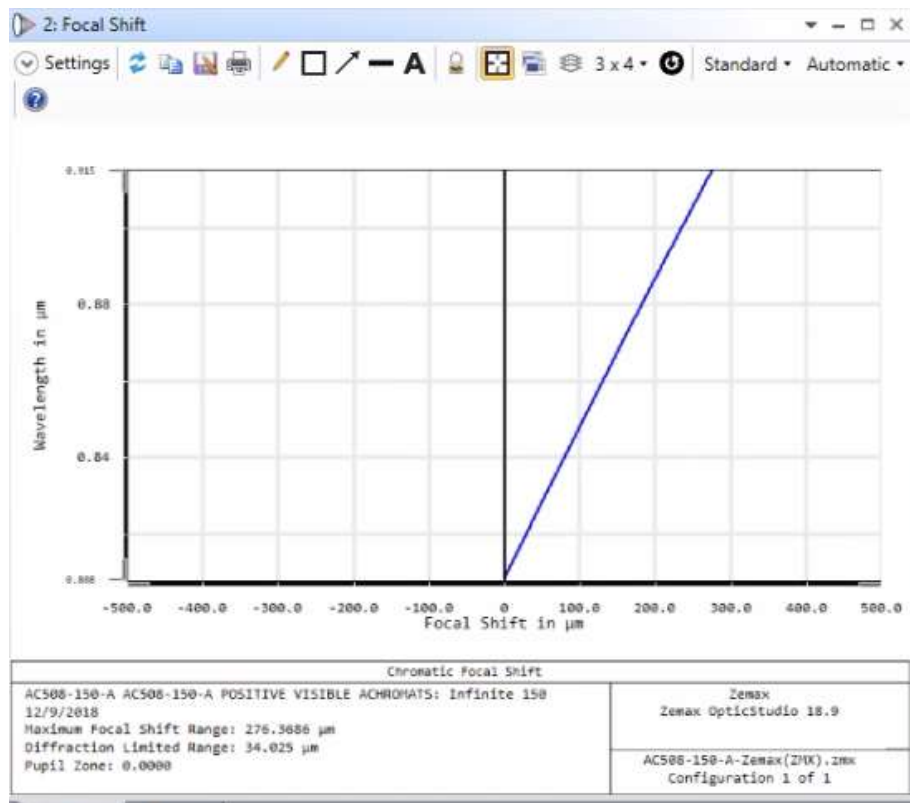 2: Focal Shift
Settings
3 x 4
Standard
Automatic
0.915
0.88
Wavelength in μm
0.84
0.808
-500.0 -400.0 -300.0 -200.0 -100.0 0 100.0 200.0 300.0 400.0 500.0
Focal Shift in μm
Chromatic Focal Shift
AC508-150-A AC508-150-A POSITIVE VISIBLE ACHROMATS: Infinite 150
12/9/2018
Maximum Focal Shift Range: 276.3686 μm
Diffraction Limited Range: 34.025 μm
Pupil Zone: 0.0000
Zemax
Zemax OpticStudio 18.9
AC508-150-A-Zemax(ZMX).zmx
Configuration 1 of 1